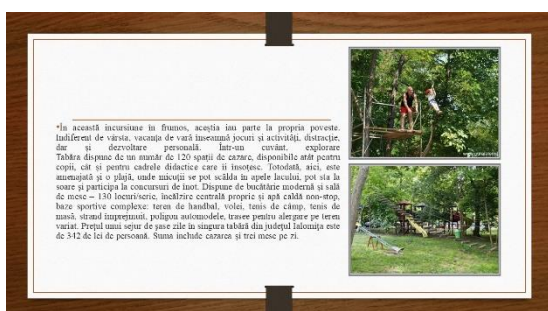 *În această incursiune în frumos, aceștia iau parte la propria poveste.
Indiferent de vârsta, vacanța de vară înseamnă jocuri și activități, distracție,
dar și dezvoltare personală. Într-un cuvânt, explorare
Tabăra dispune de un număr de 120 spații de cazare, disponibile atât pentru
copii, cât și pentru cadrele didactice care îi însoțesc. Totodată, aici, este
amenajată și o plajă, unde micuții se pot scălda în apele lacului, pot sta la
soare și participa la concursuri de înot. Dispune de bucătărie modernă și sală
de mese – 130 locuri/serie, încălzire centrală proprie și apă caldă non-stop,
baze sportive complexe: teren de handbal, volei, tenis de câmp, tenis de
masă, strand împrejmuit, poligon automodele, trasee pentru alergare pe teren
variat. Prețul unui sejur de șase zile în singura tabără din județul Ialomița este
de 342 de lei de persoană. Suma include cazarea și trei mese pe zi.